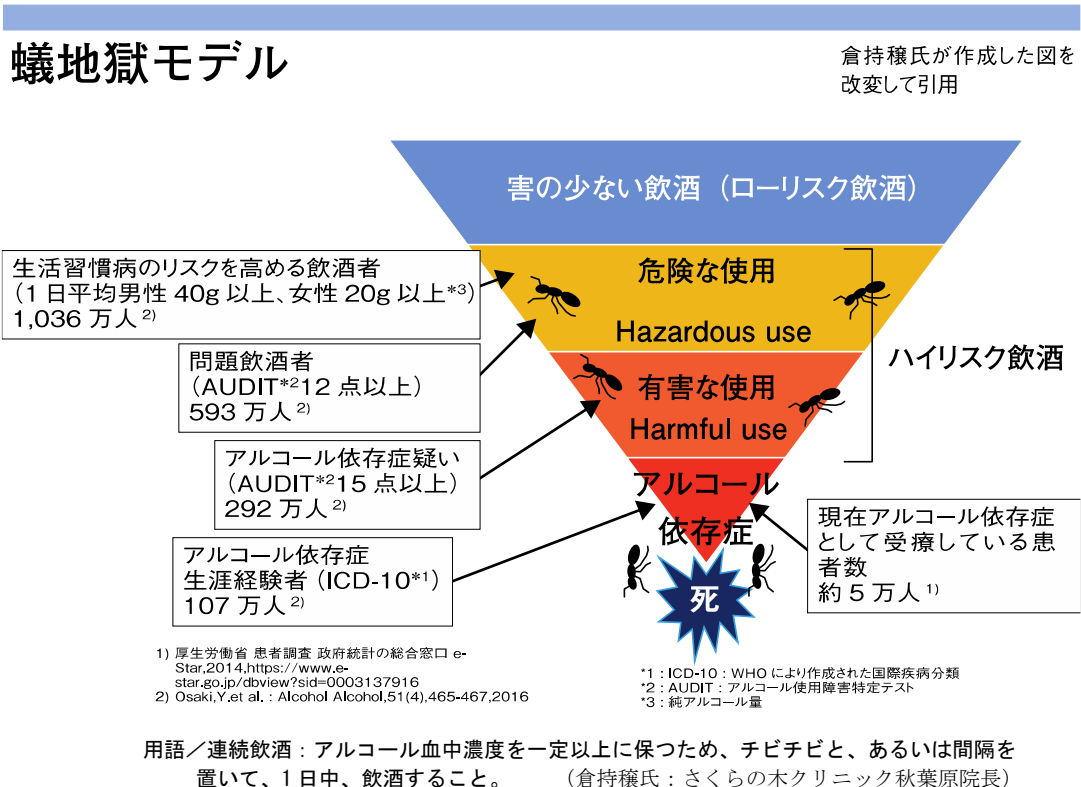 蟻地獄モデル
倉持穣氏が作成した図を
改変して引用
害の少ない飲酒（ローリスク飲酒）
生活習慣病のリスクを高める飲酒者
（1日平均男性 40g 以上、女性 20g 以上*3）
1,036 万人 2)
危険な使用
Hazardous use
問題飲酒者
（AUDIT*212 点以上）
593 万人 2)
ハイリスク飲酒
有害な使用
Harmful use
アルコール依存症疑い
（AUDIT*215 点以上）
292 万人 2)
アルコール
依存症
現在アルコール依存症
として受療している患
者数
約 5 万人 1)
アルコール依存症
生涯経験者（ICD-10*1）
107 万人 2)
死
1) 厚生労働省 患者調査 政府統計の総合窓口 e-
Star,2014,https://www.e-
star.go.jp/dbview?sid=0003137916
2) Osaki,Y.et al. : Alcohol Alcohol,51(4),465-467,2016
*1 : ICD-10 : WHO により作成された国際疾病分類
*2 : AUDIT : アルコール使用障害特定テスト
*3 : 純アルコール量
用語／連続飲酒：アルコール血中濃度を一定以上に保つため、チビチビと、あるいは間隔を
置いて、1日中、飲酒すること。　（倉持穣氏：さくらの木クリニック秋葉原院長）